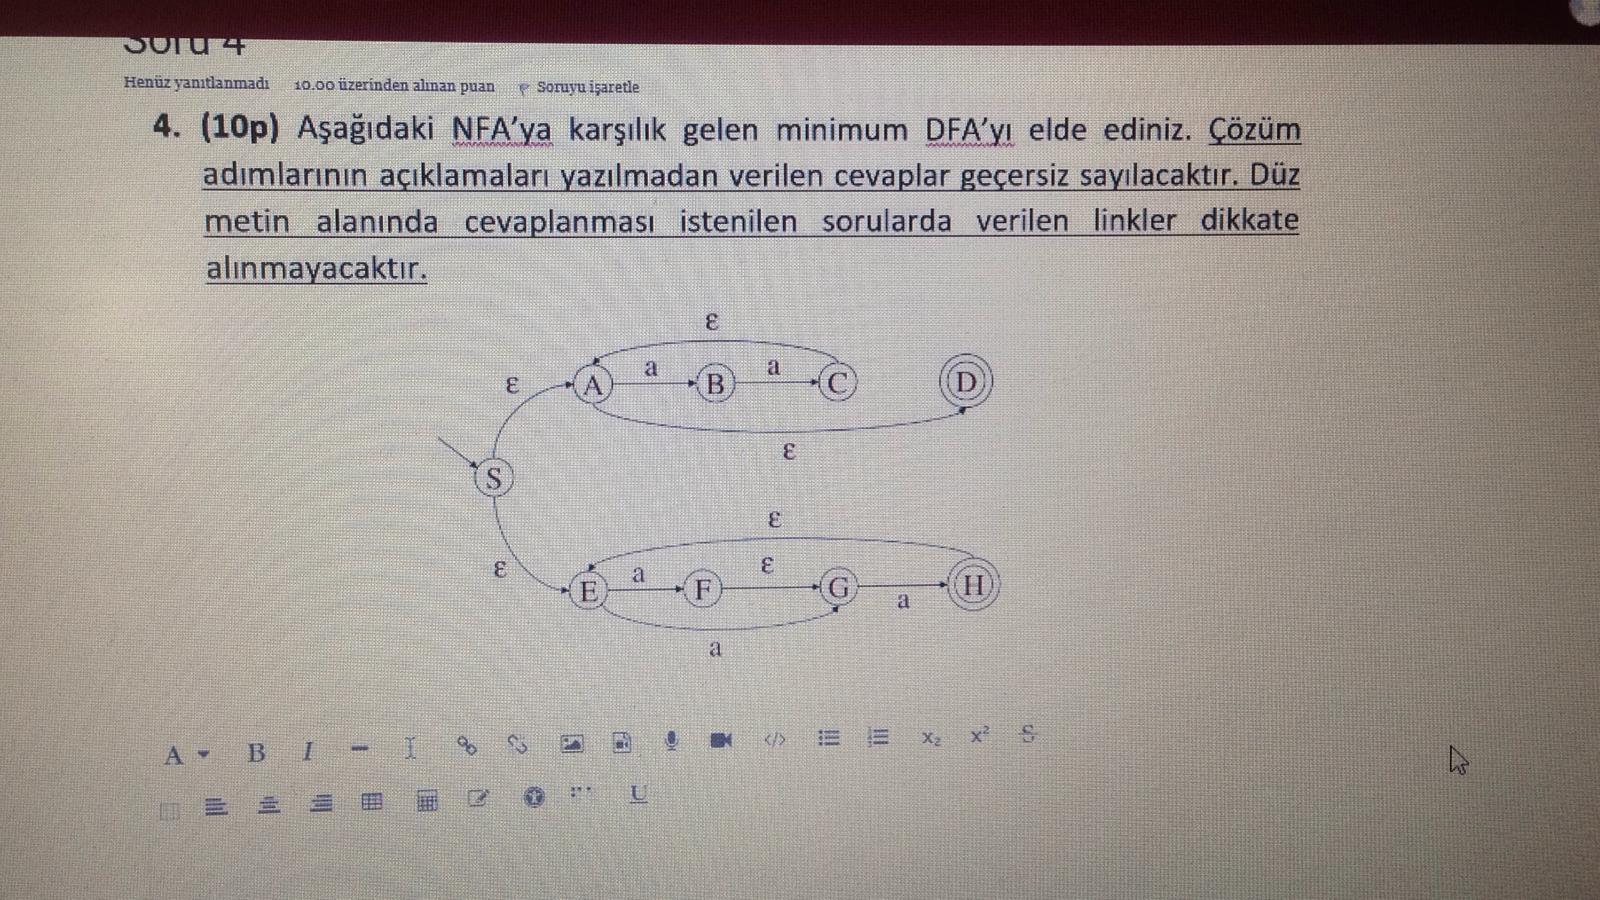 Soru 4
Henüz yanıtlanmadı 10.00 üzerinden alınan puan Soruyu işaretle
4. (10p) Aşağıdaki NFA'ya karşılık gelen minimum DFA'yı elde ediniz. Çözüm
adımlarının açıklamaları yazılmadan verilen cevaplar geçersiz sayılacaktır. Düz
metin alanında cevaplanması istenilen sorularda verilen linkler dikkate
alınmayacaktır.
ε
ε A a B a C D
ε
S
ε
ε E a F ε G a H
a
A B I
x₂ x² S
U